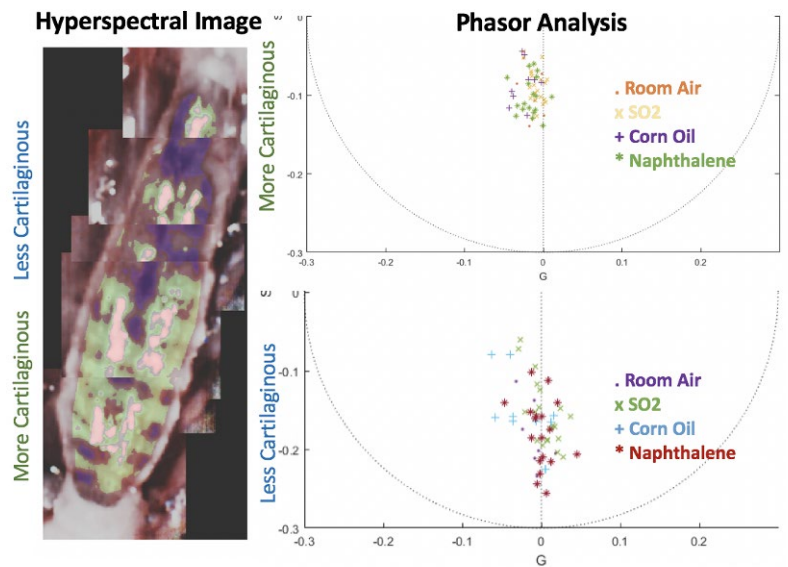 Hyperspectral Image
Phasor Analysis
Less Cartilaginous
More Cartilaginous
More Cartilaginous
0
-0.1
-0.2
-0.3
-0.3
-0.2
-0.1
0
0.1
0.2
G
. Room Air
x SO2
+ Corn Oil
* Naphthalene
Less Cartilaginous
0
-0.1
-0.2
-0.3
-0.3
-0.2
-0.1
0
0.1
0.2
G
. Room Air
x SO2
+ Corn Oil
* Naphthalene